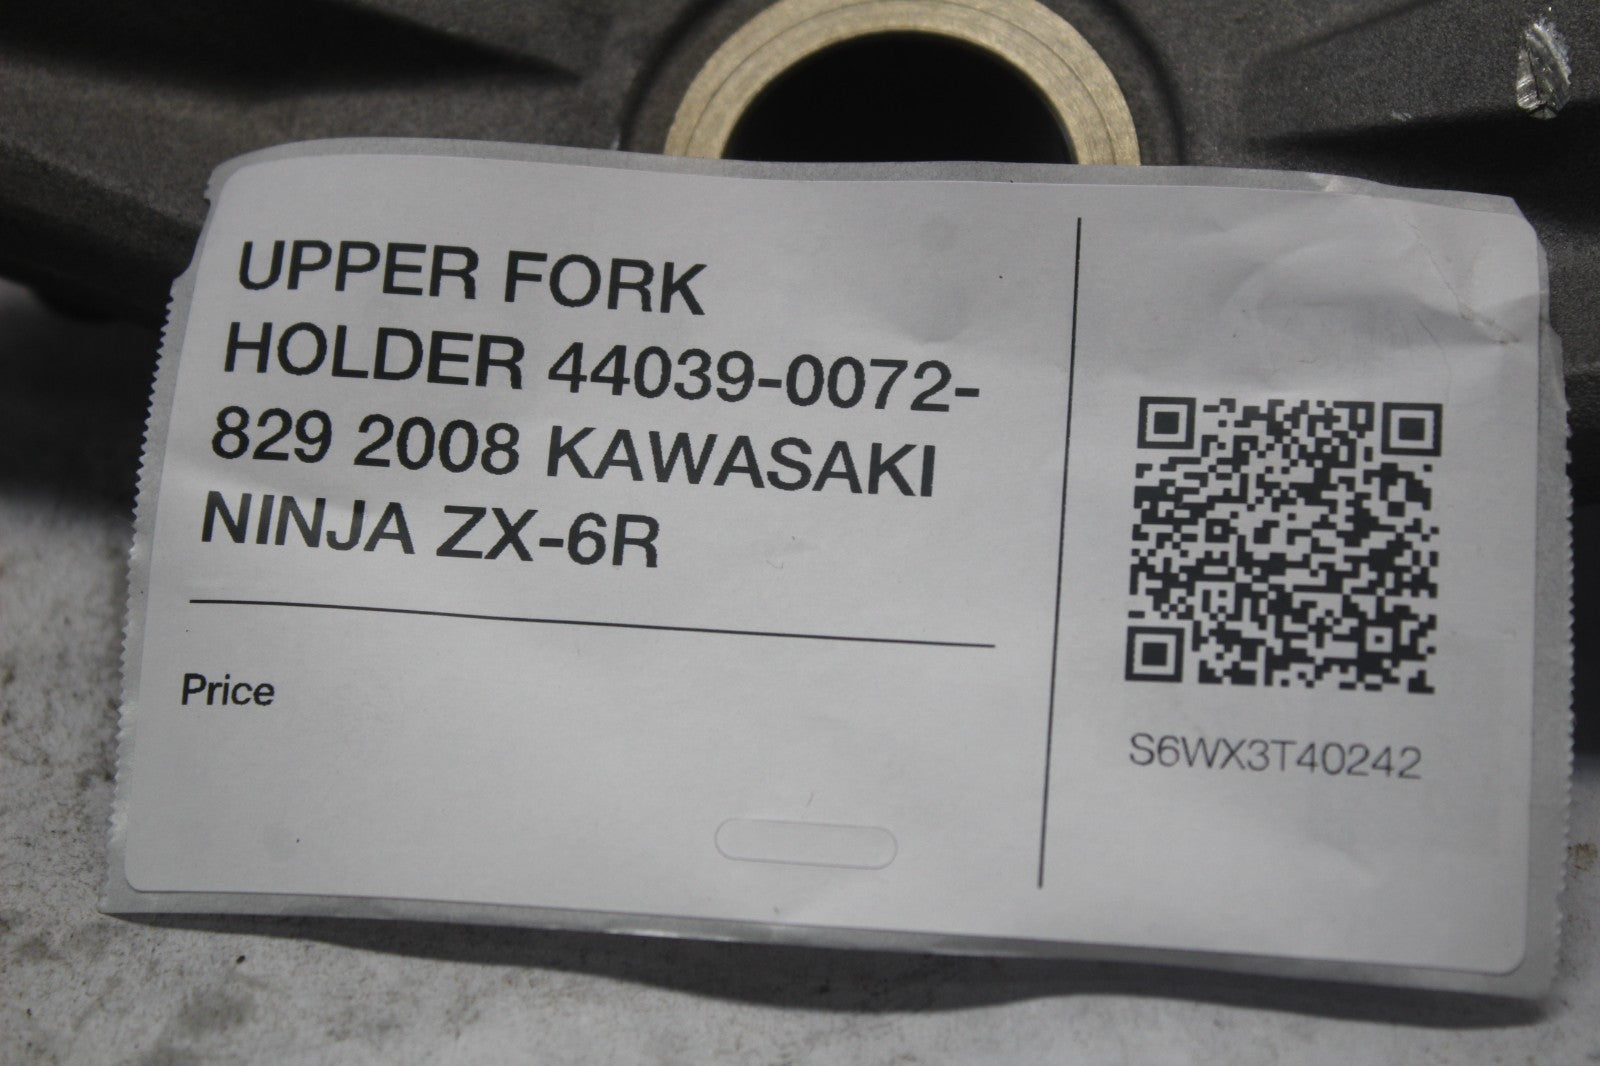 UPPER FORK
HOLDER 44039-0072-
829 2008 KAWASAKI
NINJA ZX-6R
Price
S6WX3T40242